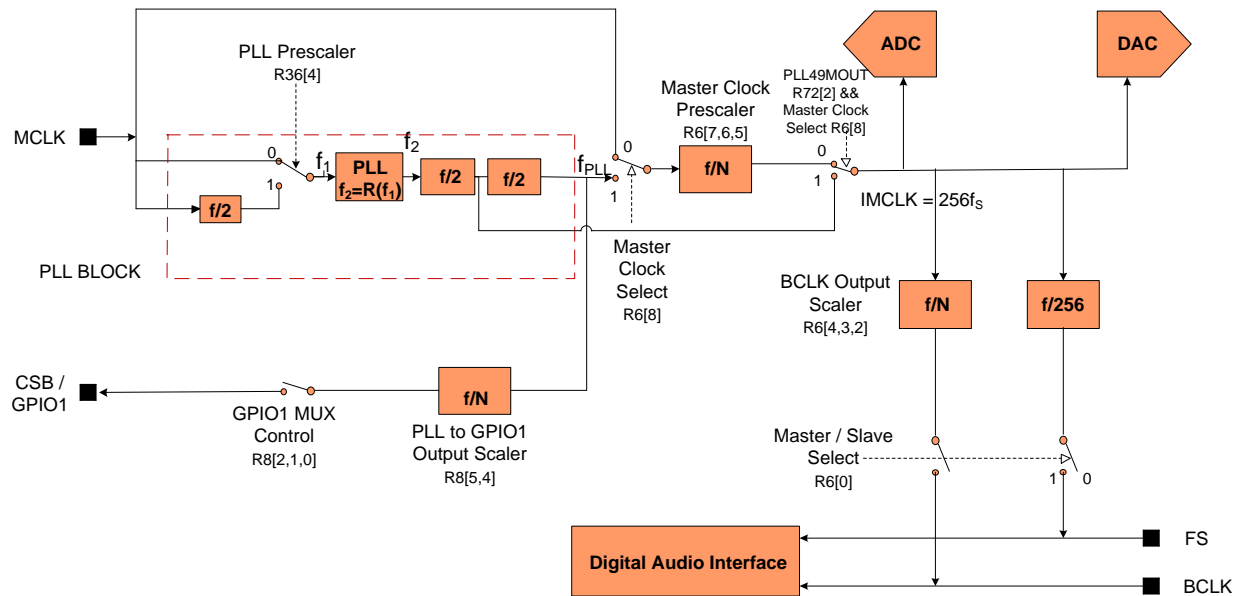 PLL Prescaler
R36[4]
MCLK
0
1
f1
PLL
f2=R(f1)
f2
f/2
f/2
f/2
fPLL
PLL BLOCK
0
1
Master
Clock
Select
R6[8]
Master Clock
Prescaler
R6[7,6,5]
f/N
PLL49MOUT
R72[2] &&
Master Clock
Select R6[8]
0
1
ADC
DAC
IMCLK = 256fS
BCLK Output
Scaler
R6[4,3,2]
f/N
f/256
CSB /
GPIO1
GPIO1 MUX
Control
R8[2,1,0]
f/N
PLL to GPIO1
Output Scaler
R8[5,4]
Master / Slave
Select
R6[0]
1
0
Digital Audio Interface
FS
BCLK